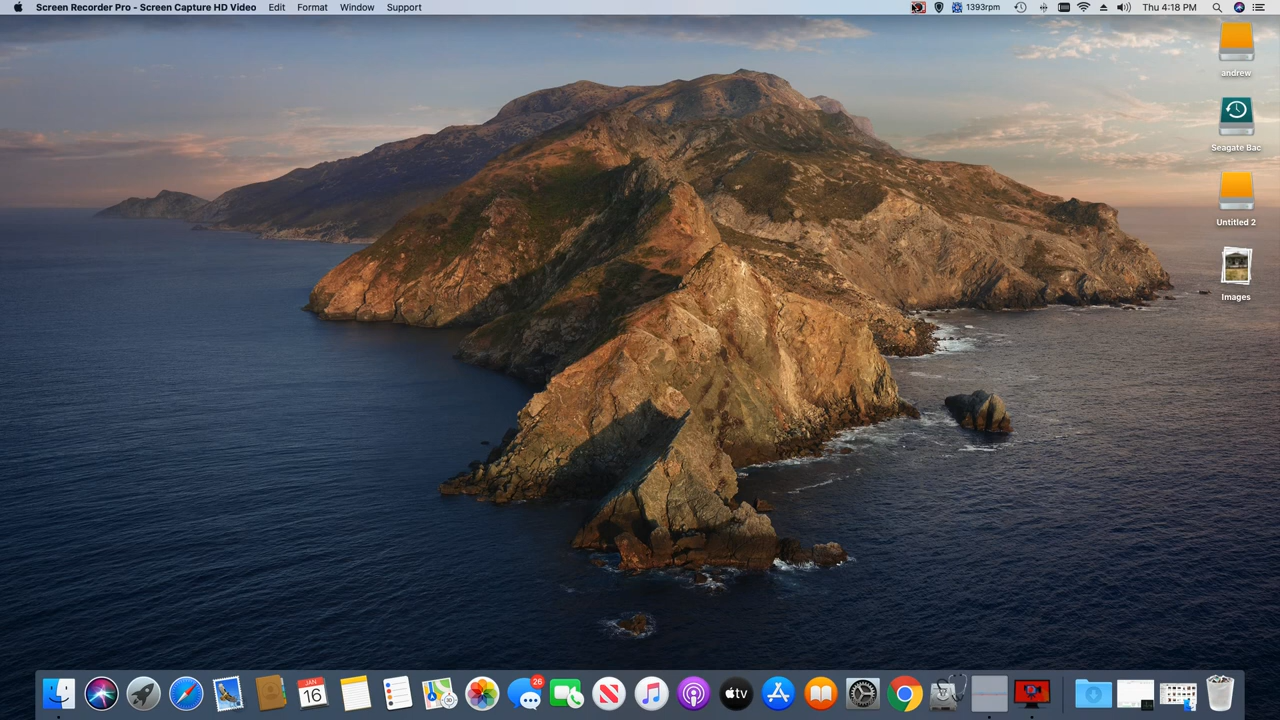 Screen Recorder Pro - Screen Capture HD Video Edit Format Window Support 1393rpm Thu 4:18 PM
andrew
Seagate Bac
Untitled 2
Images
JAN
16
26
tv